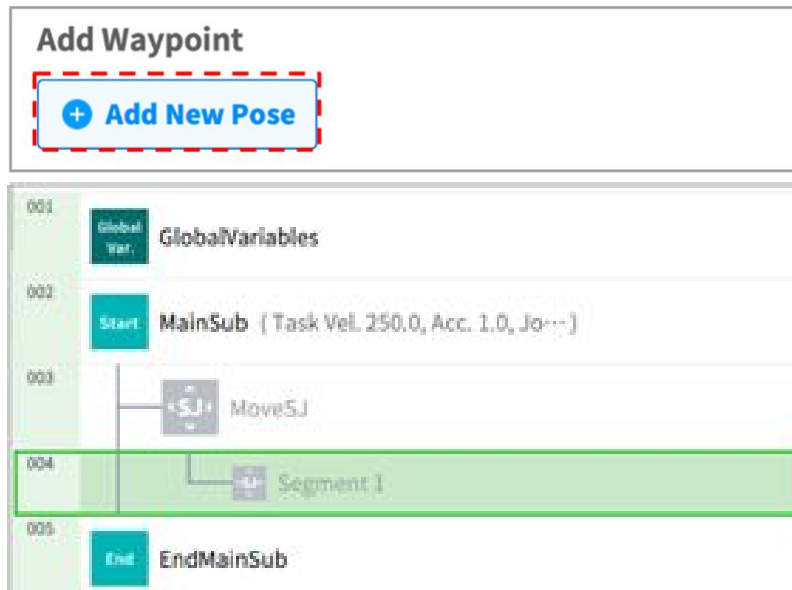 Add Waypoint
Add New Pose
001
Global
Var.
GlobalVariables
002
Start
MainSub ( Task Vel. 250.0, Acc. 1.0, Jo··· )
003
SJ
MoveSJ
004
SJ
Segment 1
005
End
EndMainSub